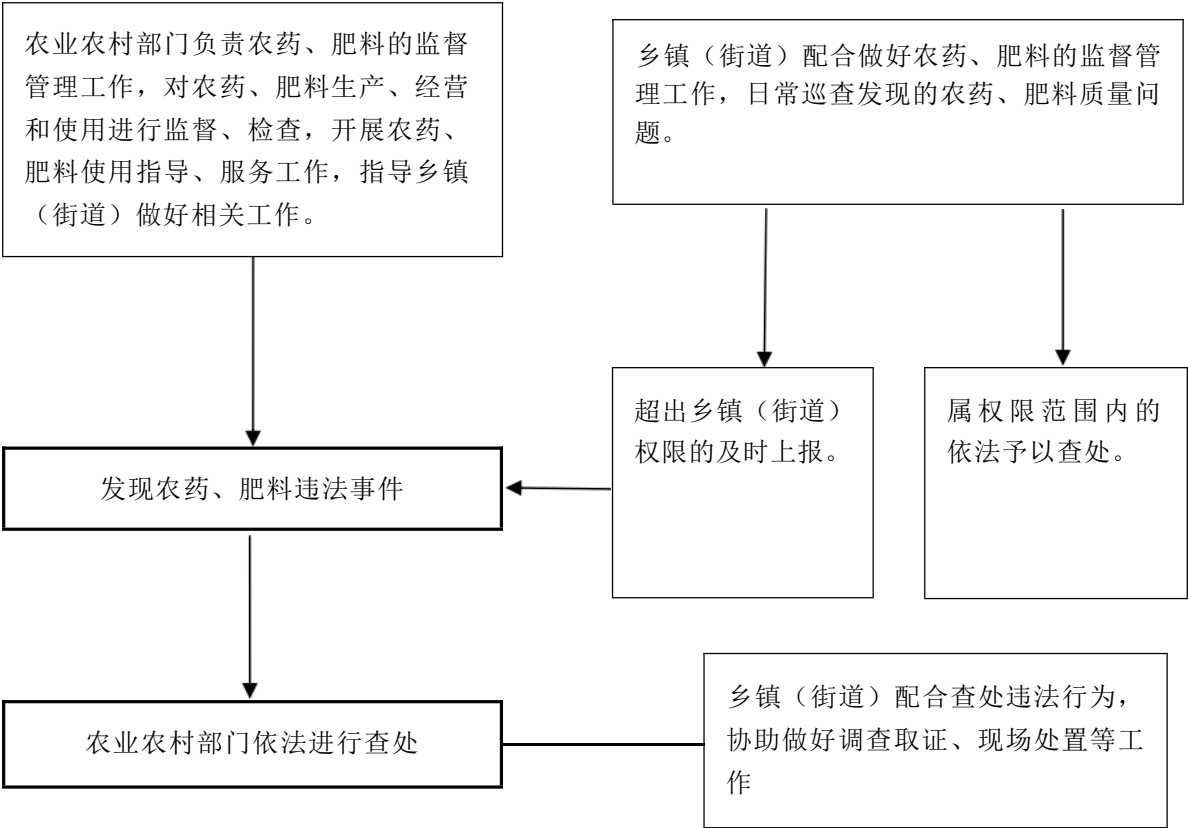 农业农村部门负责农药、肥料的监督
管理工作，对农药、肥料生产、经营
和使用进行监督、检查，开展农药、
肥料使用指导、服务工作，指导乡镇
（街道）做好相关工作。
乡镇（街道）配合做好农药、肥料的监督管
理工作，日常巡查发现的农药、肥料质量问
题。
超出乡镇（街道）
权限的及时上报。
属权限范围内的
依法予以查处。
发现农药、肥料违法事件
农业农村部门依法进行查处
乡镇（街道）配合查处违法行为，
协助做好调查取证、现场处置等工
作